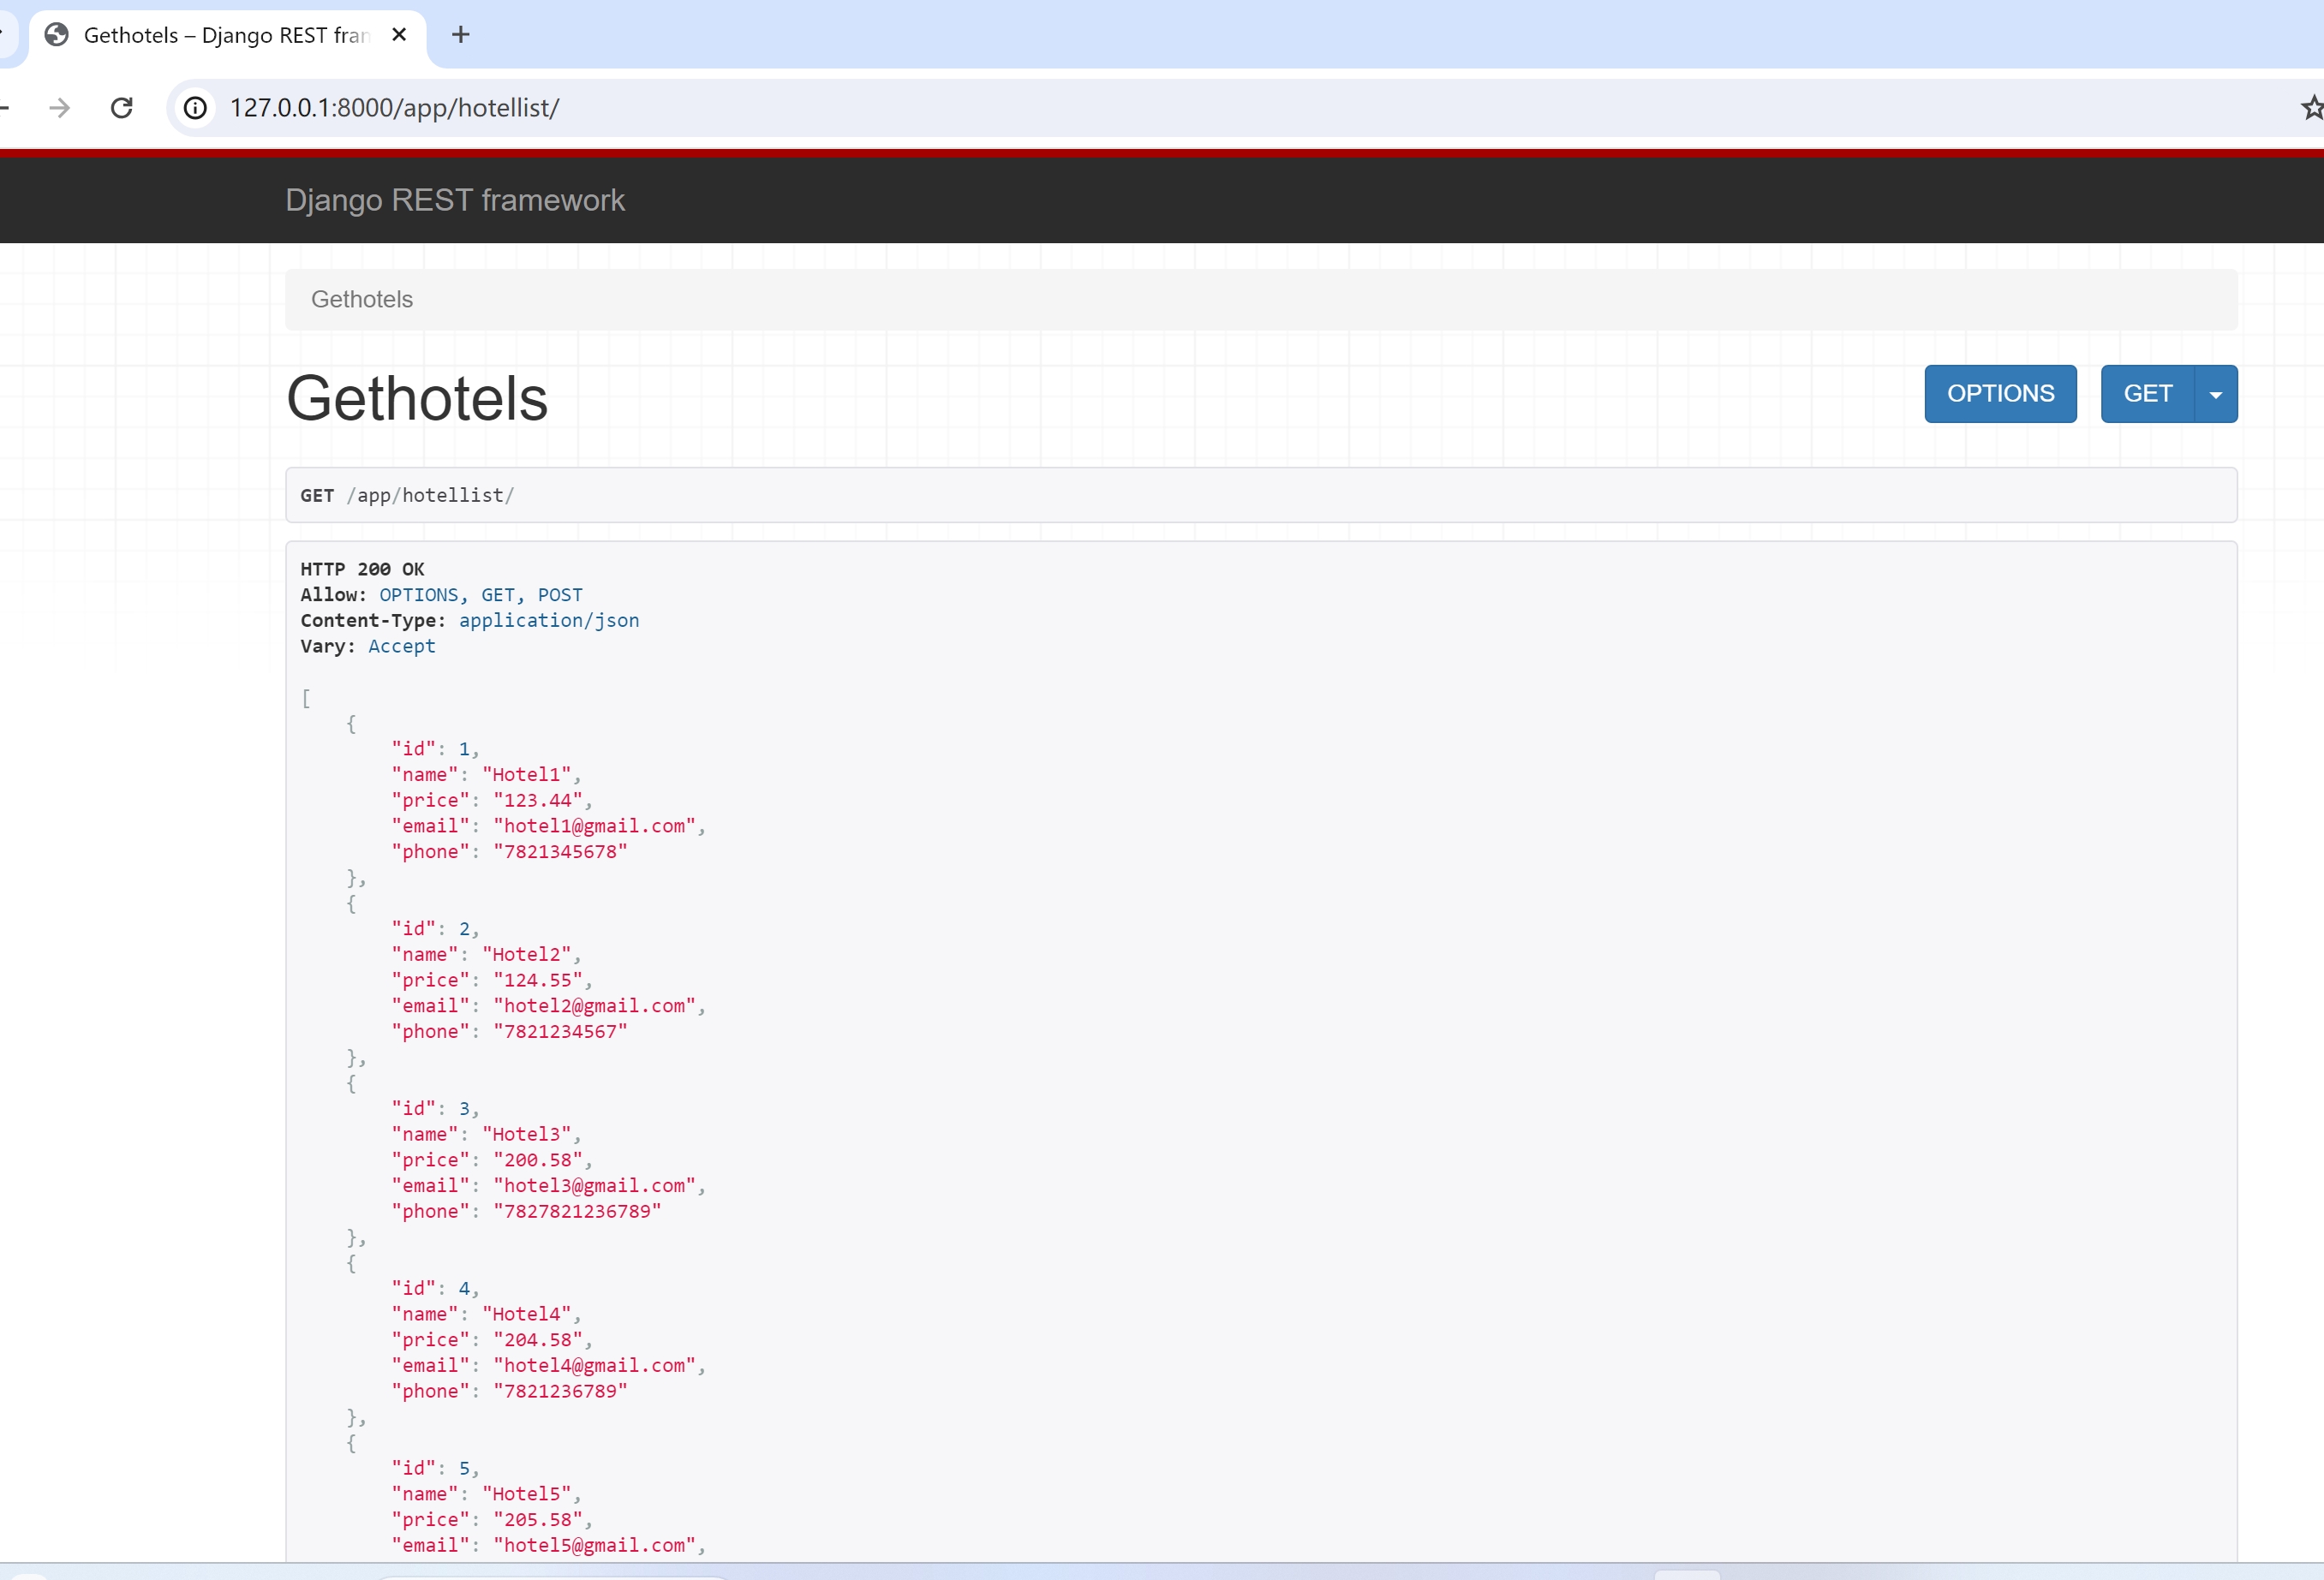 Gethotels – Django REST fran
127.0.0.1:8000/app/hotellist/
Django REST framework
Gethotels
Gethotels
OPTIONS
GET
GET /app/hotellist/
HTTP 200 OK
Allow: OPTIONS, GET, POST
Content-Type: application/json
Vary: Accept
[
    {
        "id": 1,
        "name": "Hotel1",
        "price": "123.44",
        "email": "hotel1@gmail.com",
        "phone": "7821345678"
    },
    {
        "id": 2,
        "name": "Hotel2",
        "price": "124.55",
        "email": "hotel2@gmail.com",
        "phone": "7821234567"
    },
    {
        "id": 3,
        "name": "Hotel3",
        "price": "200.58",
        "email": "hotel3@gmail.com",
        "phone": "7827821236789"
    },
    {
        "id": 4,
        "name": "Hotel4",
        "price": "204.58",
        "email": "hotel4@gmail.com",
        "phone": "7821236789"
    },
    {
        "id": 5,
        "name": "Hotel5",
        "price": "205.58",
        "email": "hotel5@gmail.com",